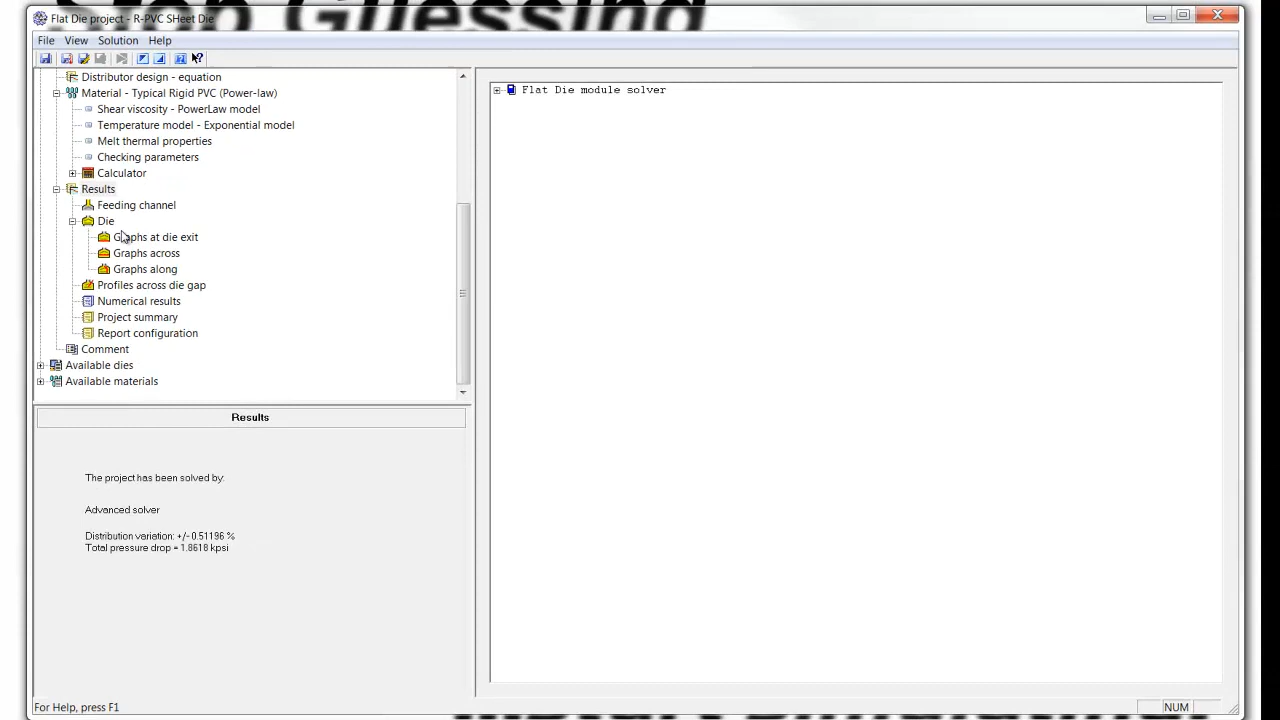 Stop Guessing
Flat Die project - R-PVC SHeet Die
File View Solution Help
Distributor design - equation
Material - Typical Rigid PVC (Power-law)
Shear viscosity - PowerLaw model
Temperature model - Exponential model
Melt thermal properties
Checking parameters
Calculator
Results
Feeding channel
Die
Graphs at die exit
Graphs across
Graphs along
Profiles across die gap
Numerical results
Project summary
Report configuration
Comment
Available dies
Available materials
Flat Die module solver
Results
The project has been solved by:
Advanced solver
Distribution variation: +/-0.51196 %
Total pressure drop = 1.8618 kpsi
For Help, press F1
NUM